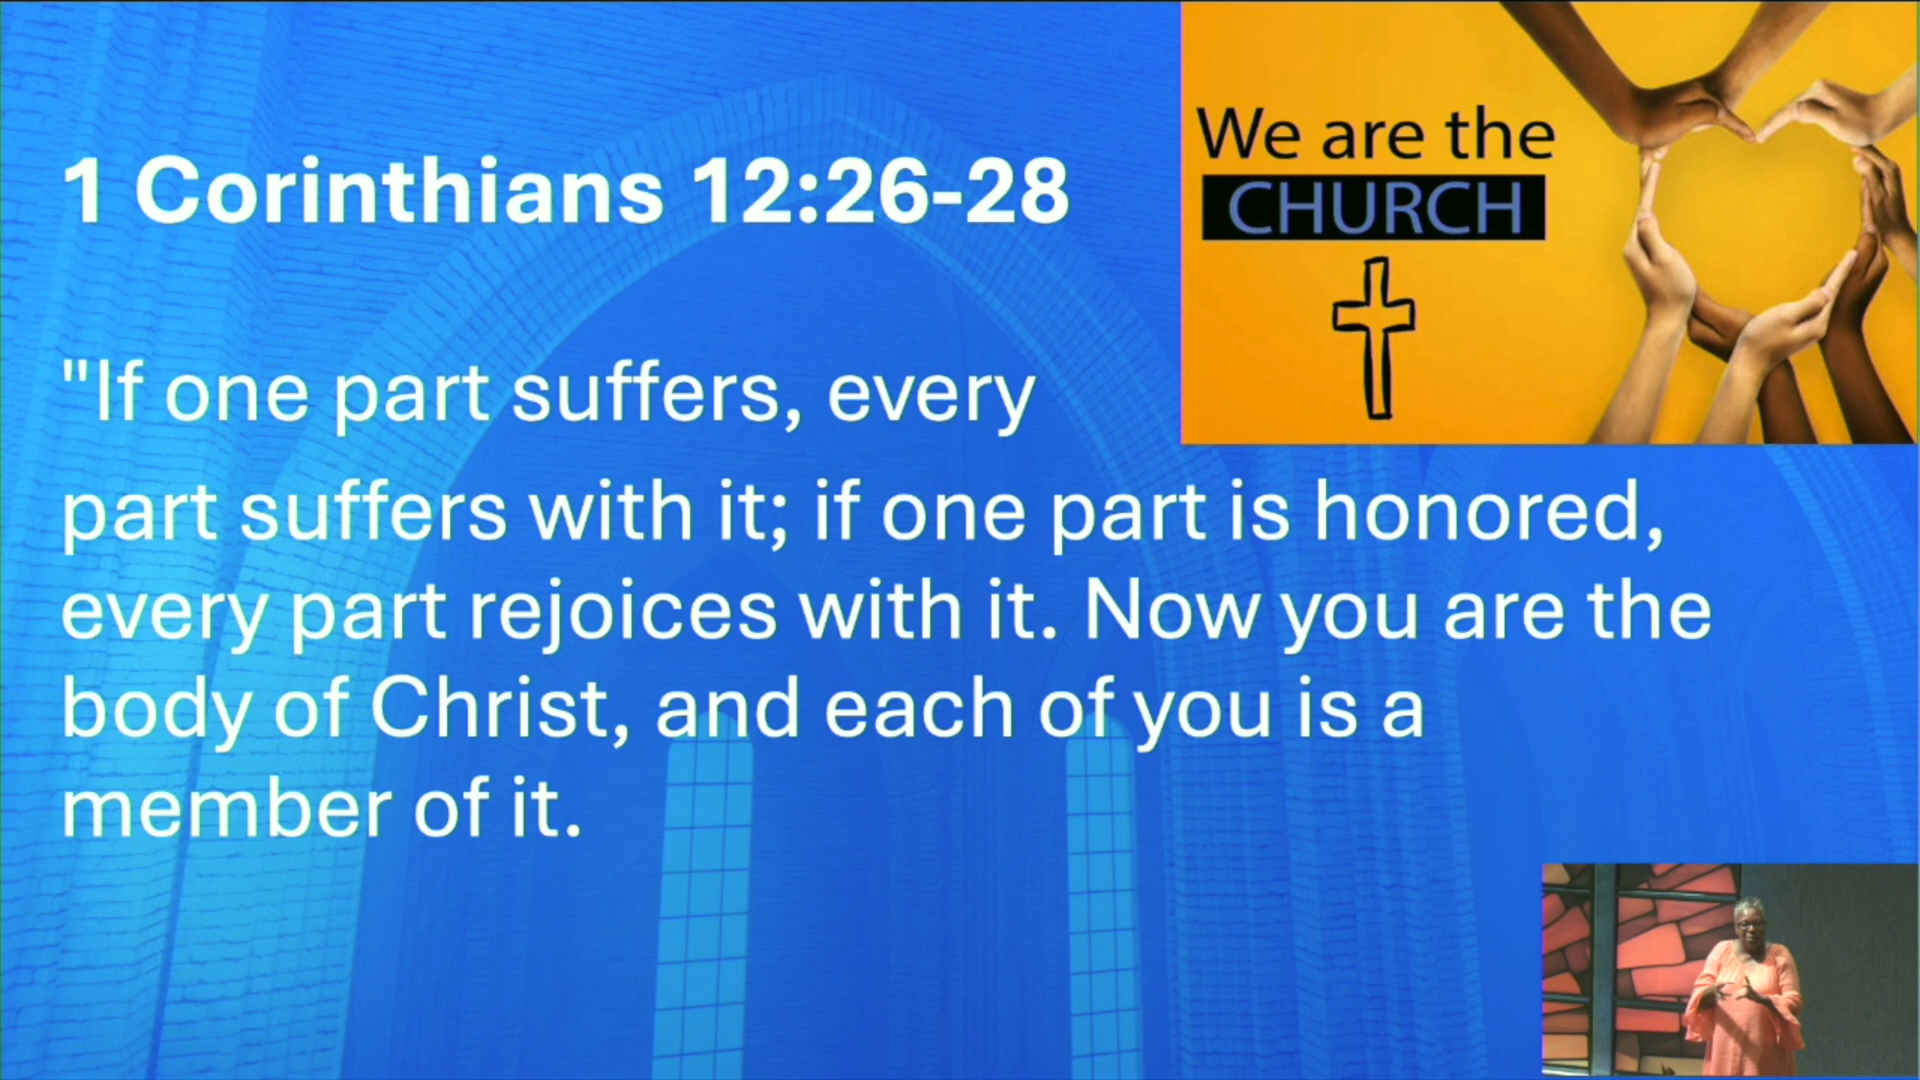 1 Corinthians 12:26-28
"If one part suffers, every
part suffers with it; if one part is honored,
every part rejoices with it. Now you are the
body of Christ, and each of you is a
member of it.
We are the
CHURCH